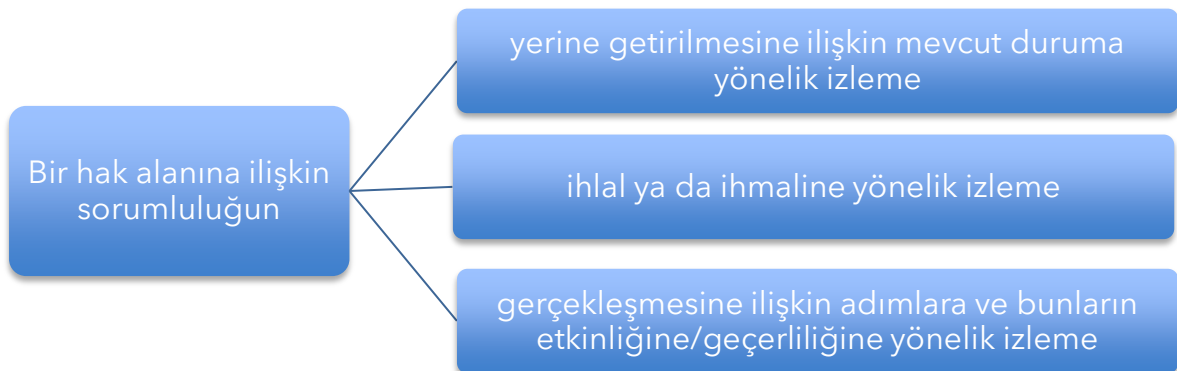 Bir hak alanına ilişkin
sorumluluğun
yerine getirilmesine ilişkin mevcut duruma
yönelik izleme
ihlal ya da ihmaline yönelik izleme
gerçekleşmesine ilişkin adımlara ve bunların
etkinliğine/geçerliliğine yönelik izleme